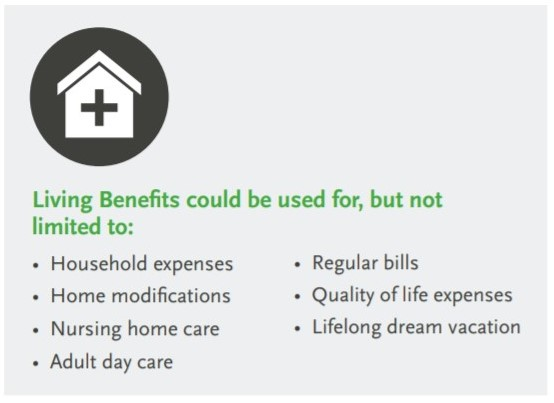 Living Benefits could be used for, but not
limited to:
• Household expenses
• Home modifications
• Nursing home care
• Adult day care
• Regular bills
• Quality of life expenses
• Lifelong dream vacation